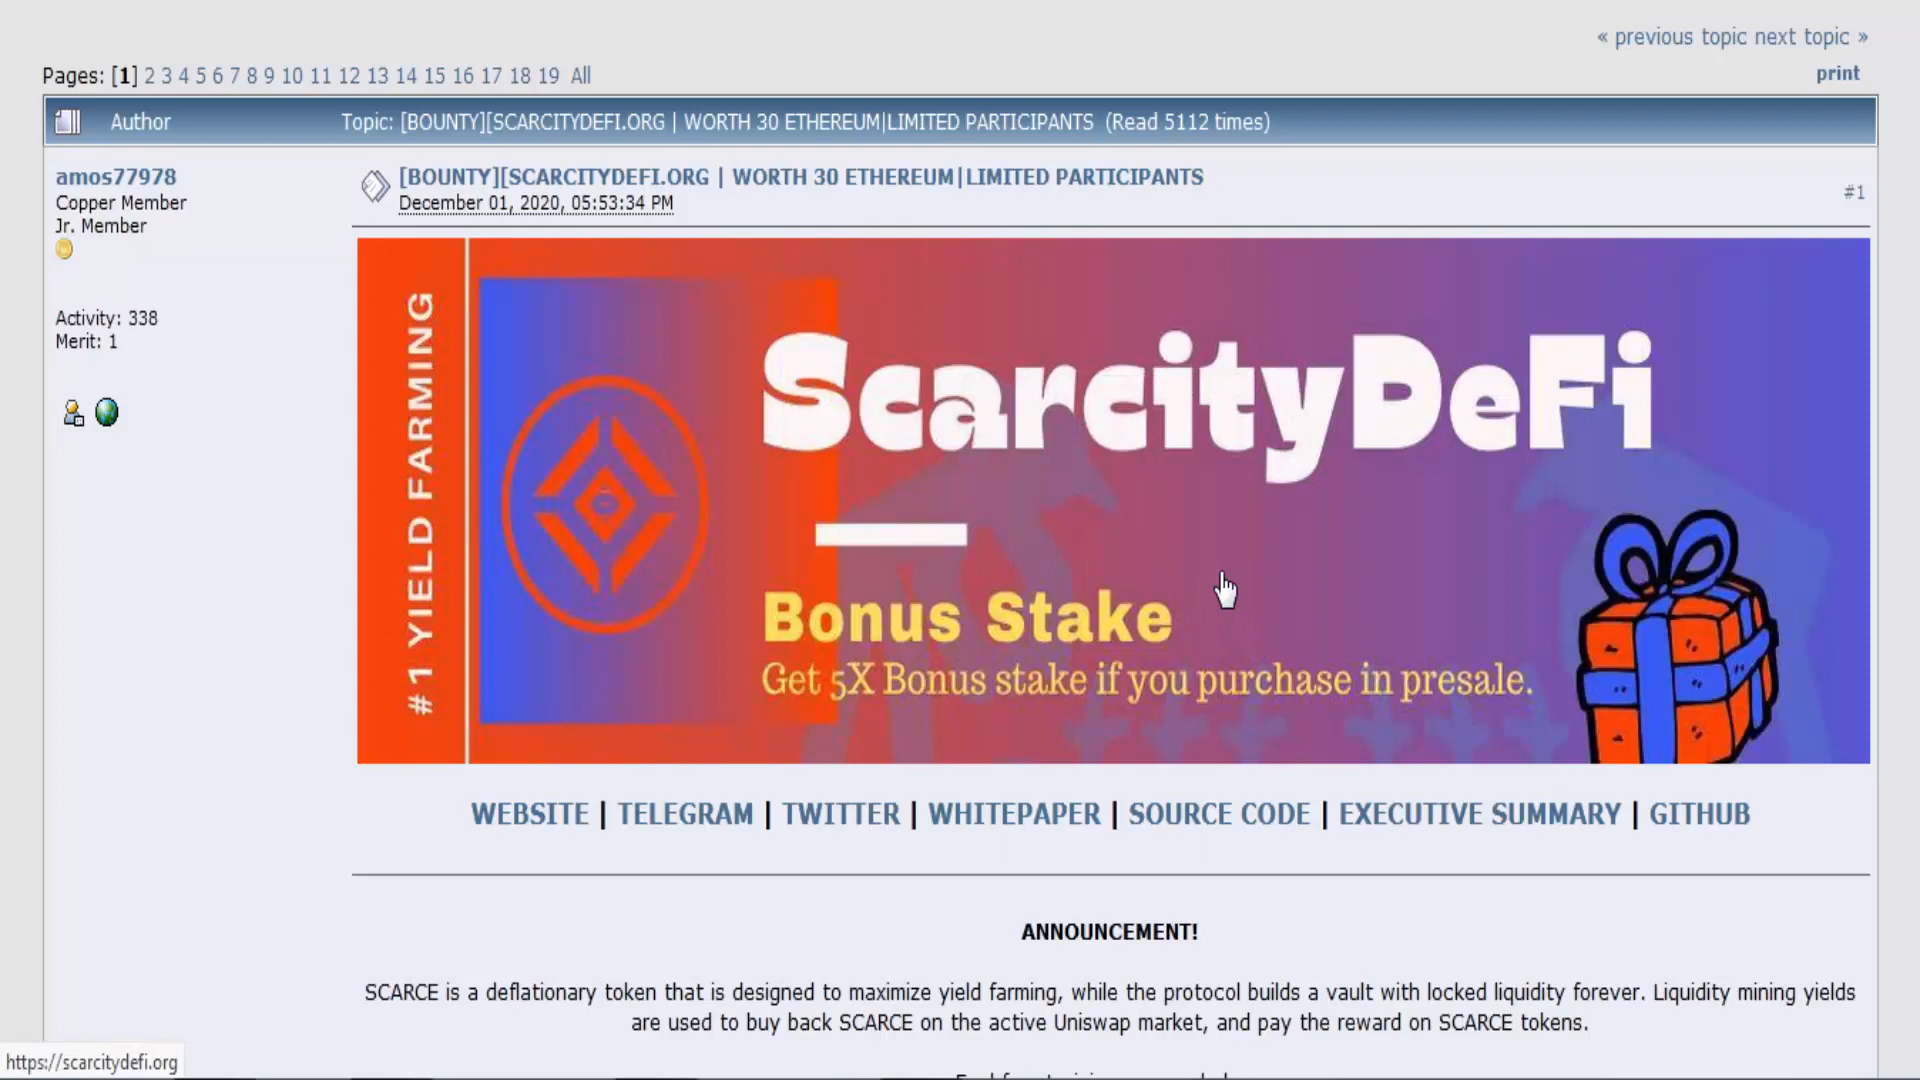 « previous topic next topic »
Pages: [1] 2 3 4 5 6 7 8 9 10 11 12 13 14 15 16 17 18 19 All
print
Author
Topic: [BOUNTY][SCARCITYDEFI.ORG | WORTH 30 ETHEREUM|LIMITED PARTICIPANTS (Read 5112 times)
amos77978
Copper Member
Jr. Member
Activity: 338
Merit: 1
[BOUNTY][SCARCITYDEFI.ORG | WORTH 30 ETHEREUM|LIMITED PARTICIPANTS
December 01, 2020, 05:53:34 PM
#1
#1 YIELD FARMING
ScarcityDeFi
Bonus Stake
Get 5X Bonus stake if you purchase in presale.
WEBSITE | TELEGRAM | TWITTER | WHITEPAPER | SOURCE CODE | EXECUTIVE SUMMARY | GITHUB
ANNOUNCEMENT!
SCARCE is a deflationary token that is designed to maximize yield farming, while the protocol builds a vault with locked liquidity forever. Liquidity mining yields
are used to buy back SCARCE on the active Uniswap market, and pay the reward on SCARCE tokens.
https://scarcitydefi.org